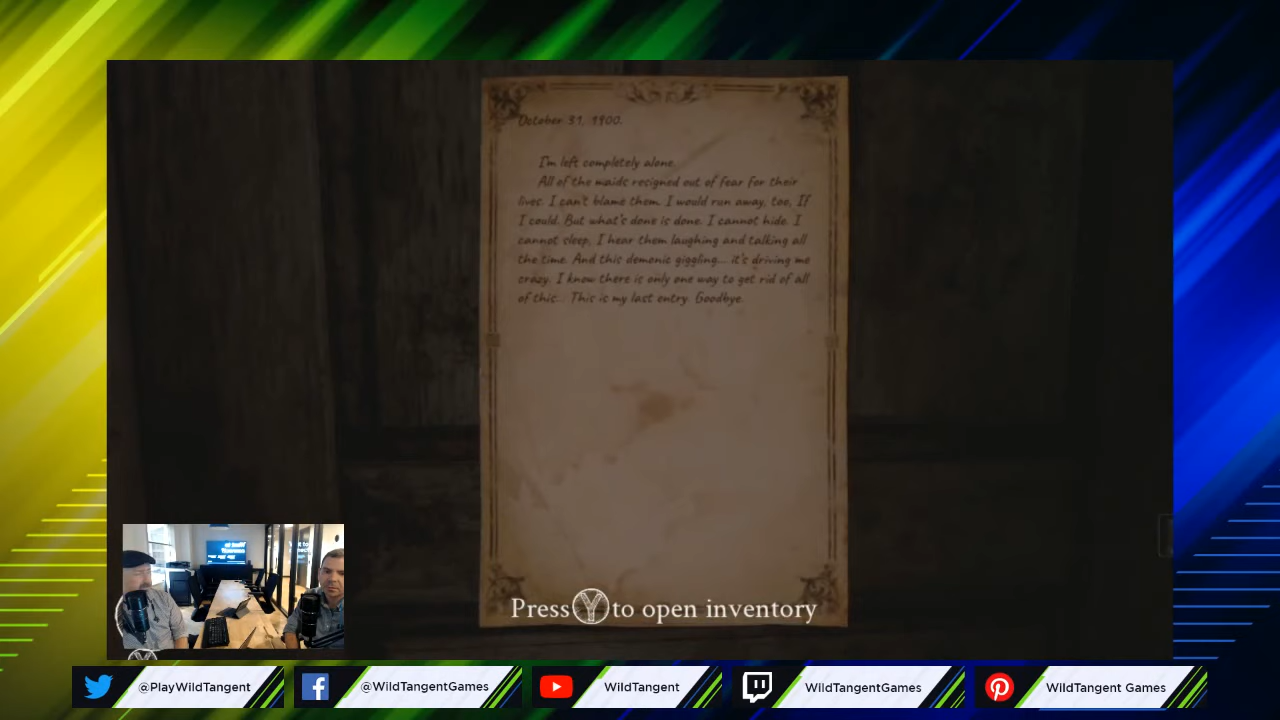 October 31, 1900.
I'm left completely alone.
All of the maids resigned out of fear for their
lives. I can't blame them. I would run away, too, If
I could. But what's done is done. I cannot hide. I
cannot sleep, I hear them laughing and talking all
the time. And this demonic giggling... it's driving me
crazy. I know there is only one way to get rid of all
of this... This is my last entry. Goodbye.
Press Y to open inventory
@PlayWildTangent
@WildTangentGames
WildTangent
WildTangentGames
WildTangent Games